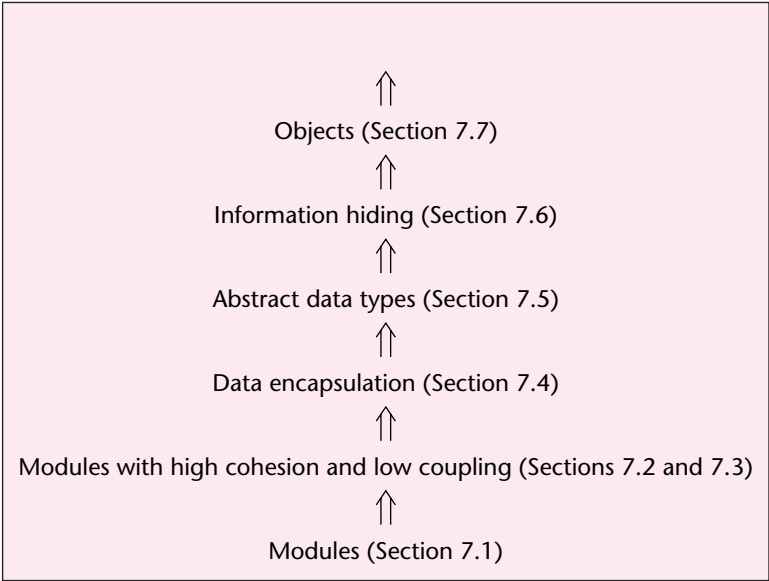 Objects (Section 7.7)
Information hiding (Section 7.6)
Abstract data types (Section 7.5)
Data encapsulation (Section 7.4)
Modules with high cohesion and low coupling (Sections 7.2 and 7.3)
Modules (Section 7.1)